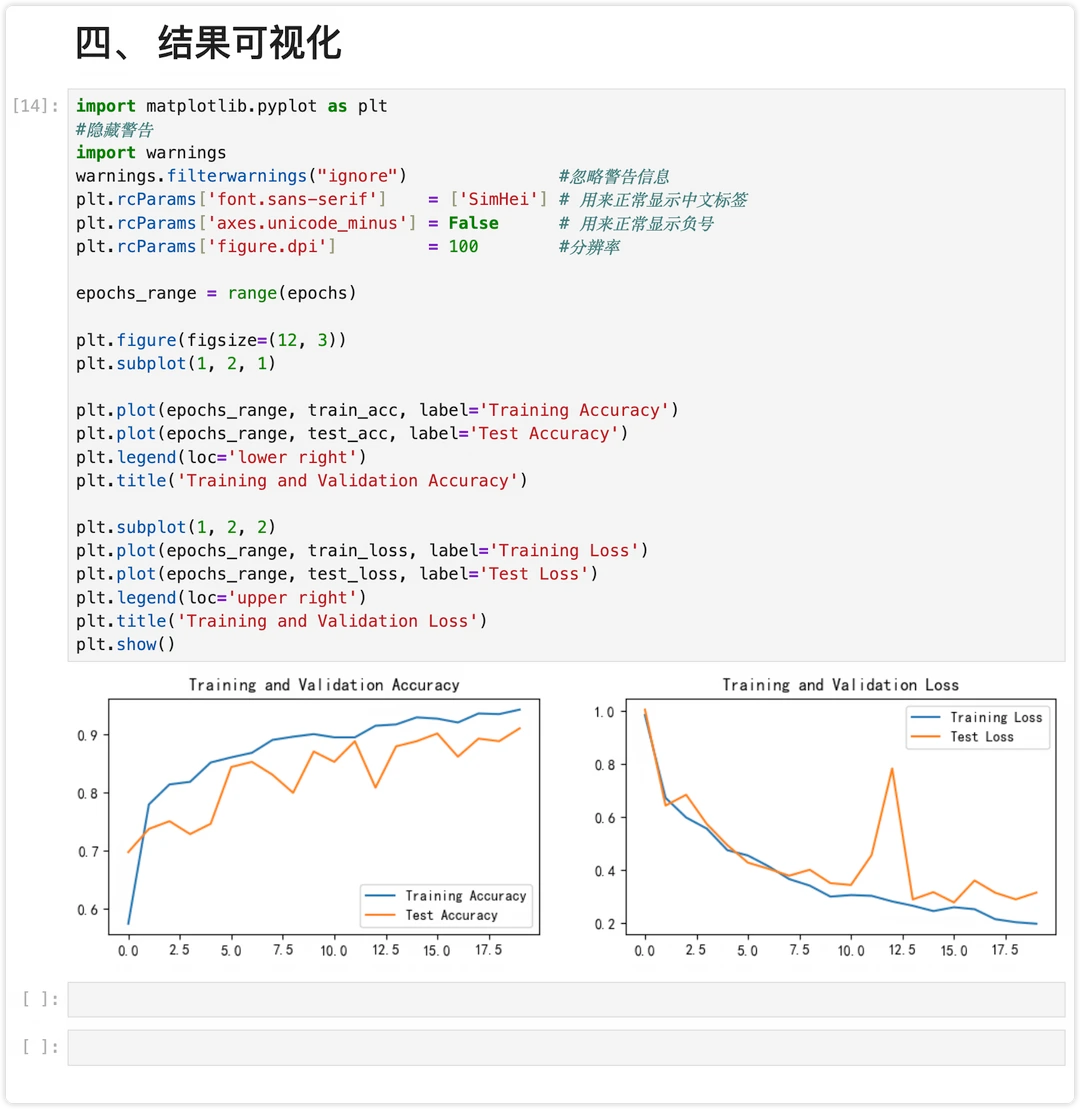 四、 结果可视化
[14]: import matplotlib.pyplot as plt
#隐藏警告
import warnings
warnings.filterwarnings("ignore")               #忽略警告信息
plt.rcParams['font.sans-serif']    = ['SimHei'] # 用来正常显示中文标签
plt.rcParams['axes.unicode_minus'] = False      # 用来正常显示负号
plt.rcParams['figure.dpi']         = 100        #分辨率
epochs_range = range(epochs)
plt.figure(figsize=(12, 3))
plt.subplot(1, 2, 1)
plt.plot(epochs_range, train_acc, label='Training Accuracy')
plt.plot(epochs_range, test_acc, label='Test Accuracy')
plt.legend(loc='lower right')
plt.title('Training and Validation Accuracy')
plt.subplot(1, 2, 2)
plt.plot(epochs_range, train_loss, label='Training Loss')
plt.plot(epochs_range, test_loss, label='Test Loss')
plt.legend(loc='upper right')
plt.title('Training and Validation Loss')
plt.show()
Training and Validation Accuracy
0.9
0.8
0.7
0.6
Training Accuracy
Test Accuracy
0.0 2.5 5.0 7.5 10.0 12.5 15.0 17.5
Training and Validation Loss
1.0
0.8
0.6
0.4
0.2
Training Loss
Test Loss
0.0 2.5 5.0 7.5 10.0 12.5 15.0 17.5
[ ]:
[ ]: